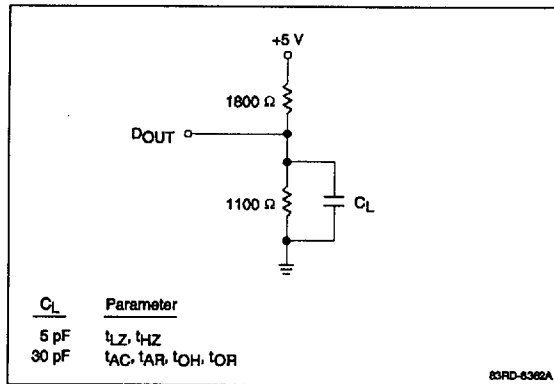 +5 V
1800 Ω
DOUT
1100 Ω
CL
CL Parameter
5 pF tLZ, tHZ
30 pF tAC, tAR, tOH, tOR
83RD-6362A